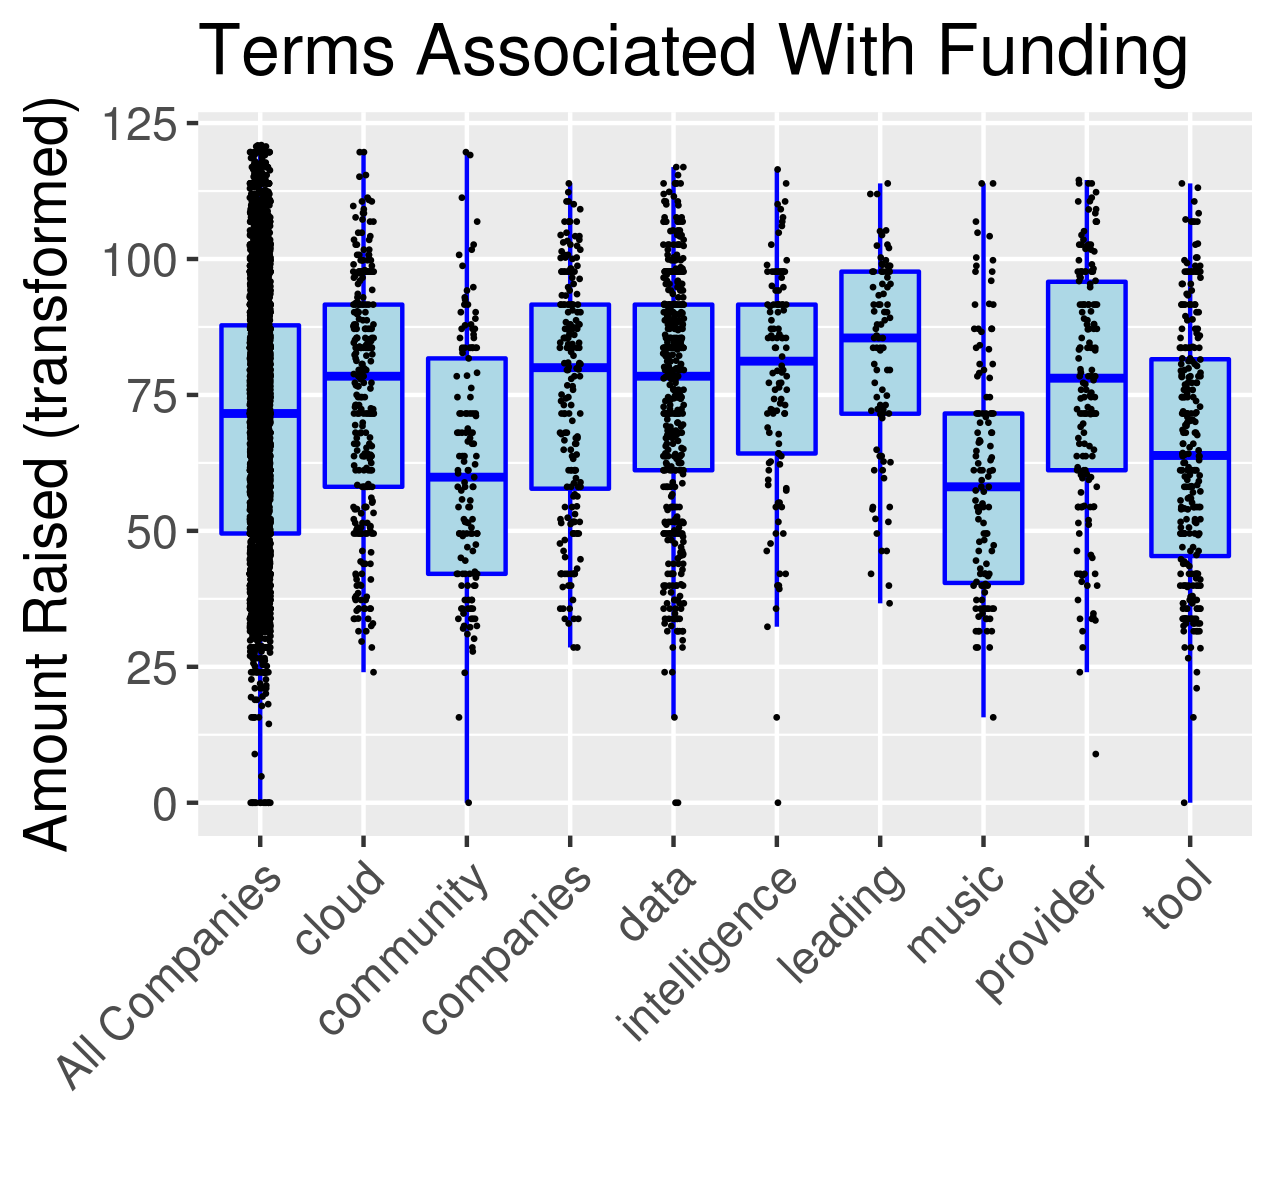 Terms Associated With Funding
Amount Raised (transformed)
125
100
75
50
25
0
All Companies
cloud
community
companies
data
intelligence
leading
music
provider
tool